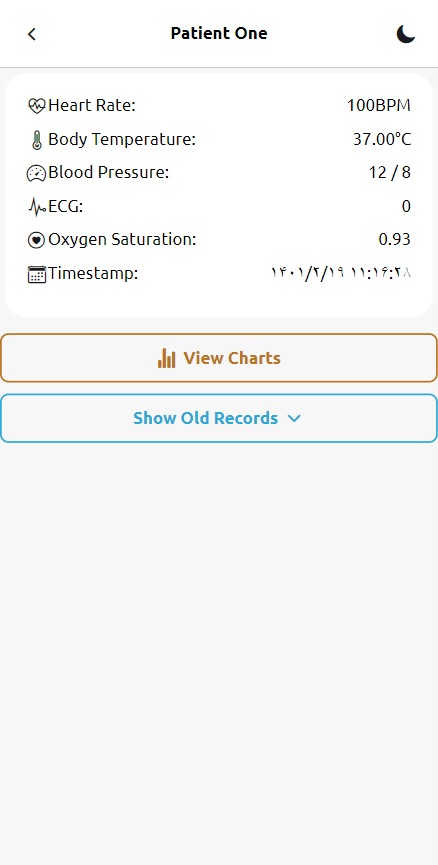 Patient One
Heart Rate: 100BPM
Body Temperature: 37.00°C
Blood Pressure: 12 / 8
ECG: 0
Oxygen Saturation: 0.93
Timestamp: ۱۴۰۱/۲/۱۹ ۱۱:۱۶:۲۸
View Charts
Show Old Records